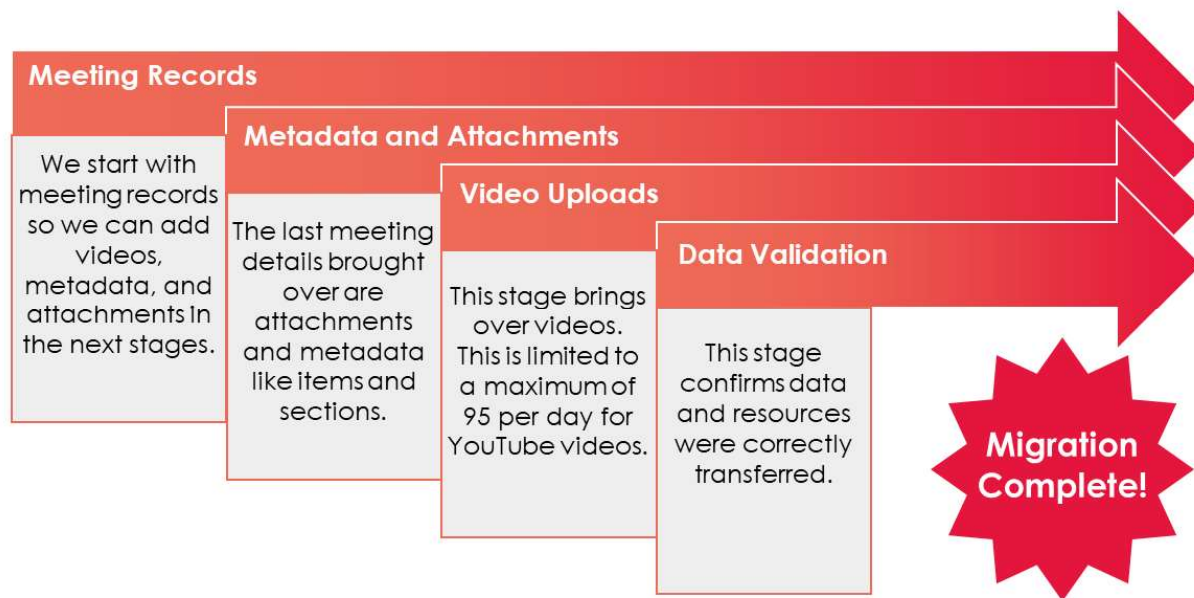 Meeting Records
We start with
meeting records
so we can add
videos,
metadata, and
attachments in
the next stages.
Metadata and Attachments
The last meeting
details brought
over are
attachments
and metadata
like items and
sections.
Video Uploads
This stage brings
over videos.
This is limited to
a maximum of
95 per day for
YouTube videos.
Data Validation
This stage
confirms data
and resources
were correctly
transferred.
Migration
Complete!